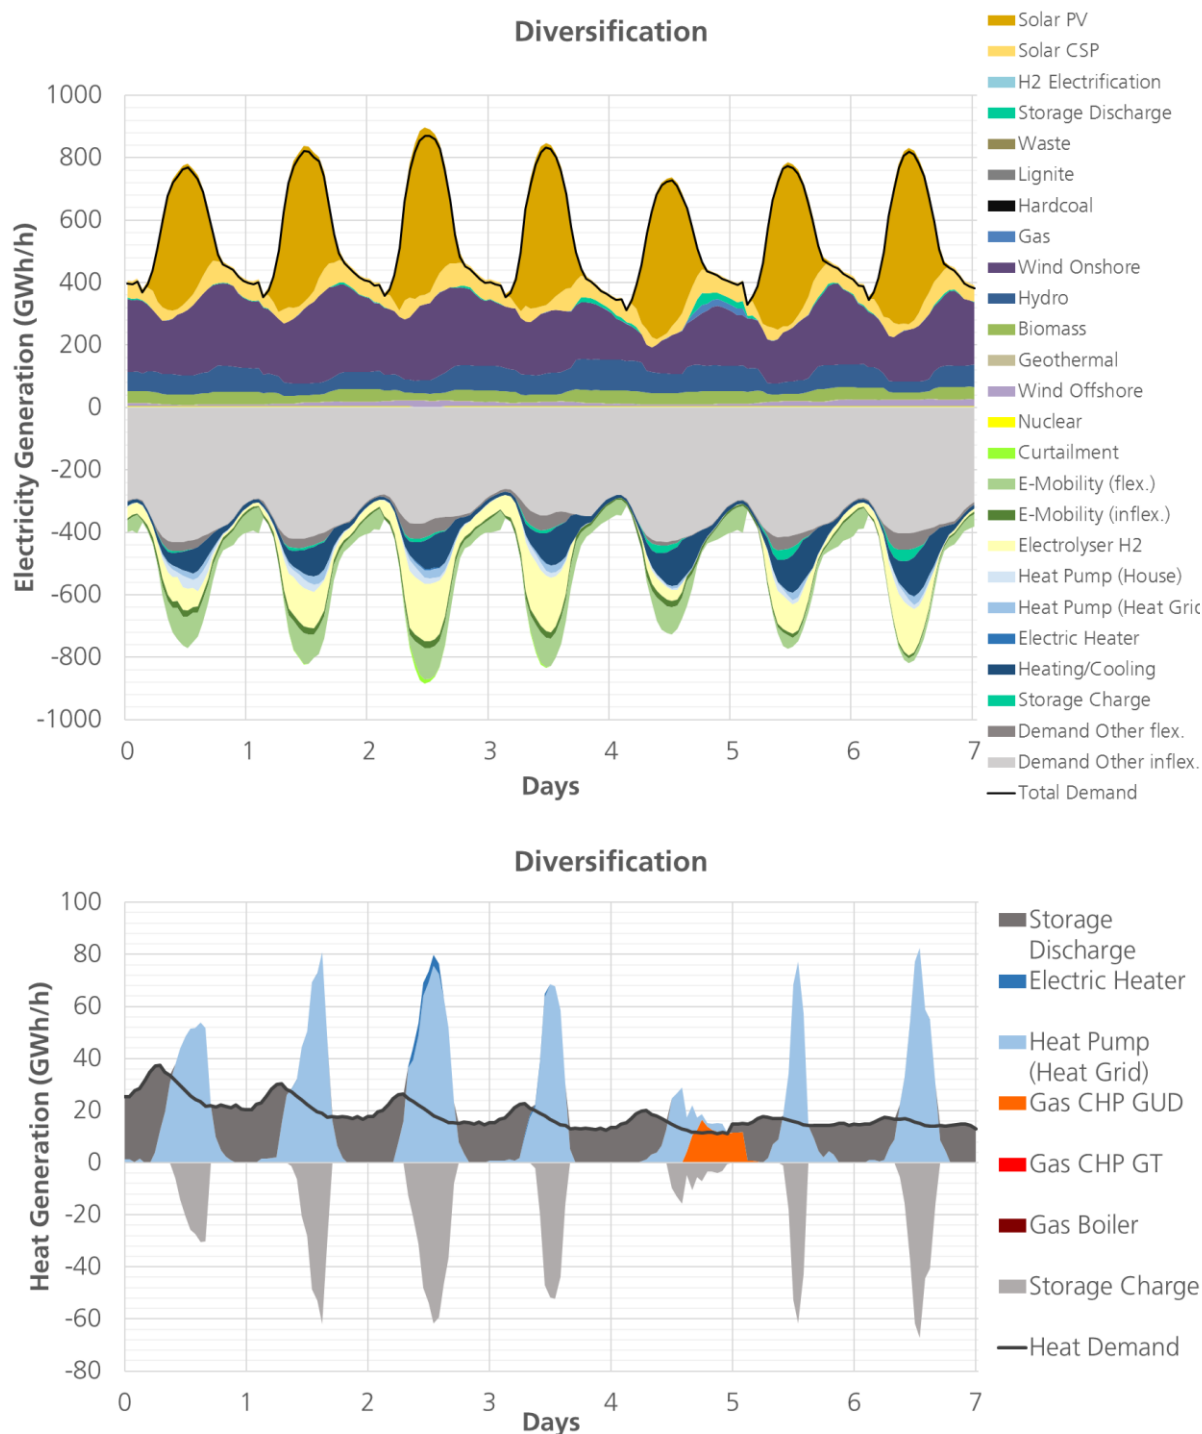 Diversification
Electricity Generation (GWh/h)
1000
800
600
400
200
0
-200
-400
-600
-800
-1000
0 1 2 3 4 5 6 7
Days
Solar PV
Solar CSP
H2 Electrification
Storage Discharge
Waste
Lignite
Hardcoal
Gas
Wind Onshore
Hydro
Biomass
Geothermal
Wind Offshore
Nuclear
Curtailment
E-Mobility (flex.)
E-Mobility (inflex.)
Electrolyser H2
Heat Pump (House)
Heat Pump (Heat Grid
Electric Heater
Heating/Cooling
Storage Charge
Demand Other flex.
Demand Other inflex.
Total Demand
Diversification
Heat Generation (GWh/h)
100
80
60
40
20
0
-20
-40
-60
-80
0 1 2 3 4 5 6 7
Days
Storage
Discharge
Electric Heater
Heat Pump
(Heat Grid)
Gas CHP GUD
Gas CHP GT
Gas Boiler
Storage Charge
Heat Demand